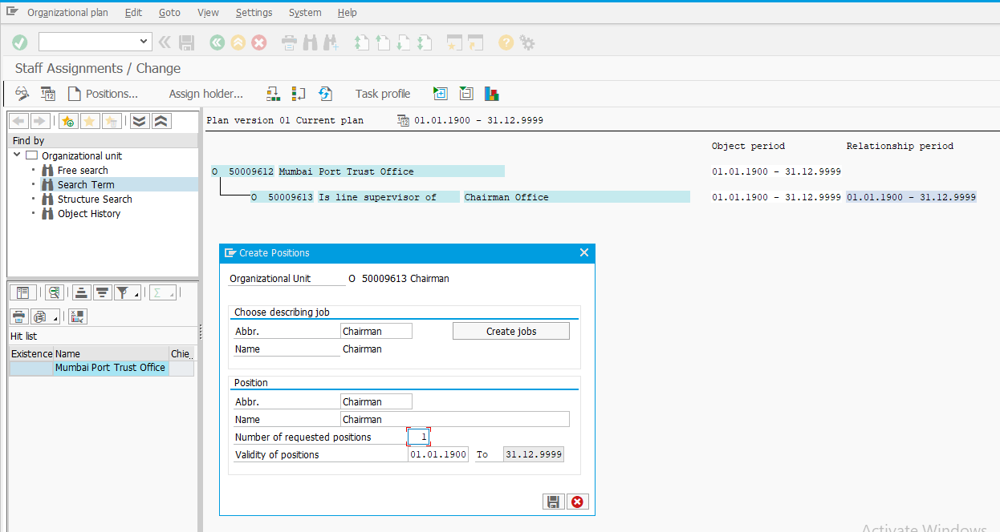 Organizational plan Edit Goto View Settings System Help
Staff Assignments / Change
Positions... Assign holder... Task profile
Plan version 01 Current plan 01.01.1900 - 31.12.9999
Find by
Organizational unit
Free search
Search Term
Structure Search
Object History
Object period Relationship period
O 50009612 Mumbai Port Trust Office 01.01.1900 - 31.12.9999
O 50009613 Is line supervisor of Chairman Office 01.01.1900 - 31.12.9999 01.01.1900 - 31.12.9999
Create Positions
Organizational Unit O 50009613 Chairman
Choose describing job
Abbr. Chairman Create jobs
Name Chairman
Position
Abbr. Chairman
Name Chairman
Number of requested positions 1
Validity of positions 01.01.1900 To 31.12.9999
Hit list
Existence Name Chie..
Mumbai Port Trust Office
Activate Windows